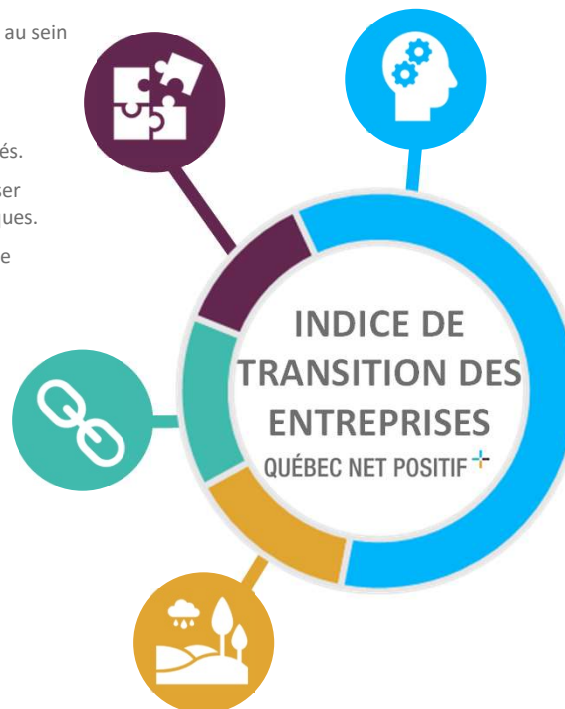 au sein
és.
ser
ques.
e
INDICE DE
TRANSITION DES
ENTREPRISES
QUÉBEC NET POSITIF